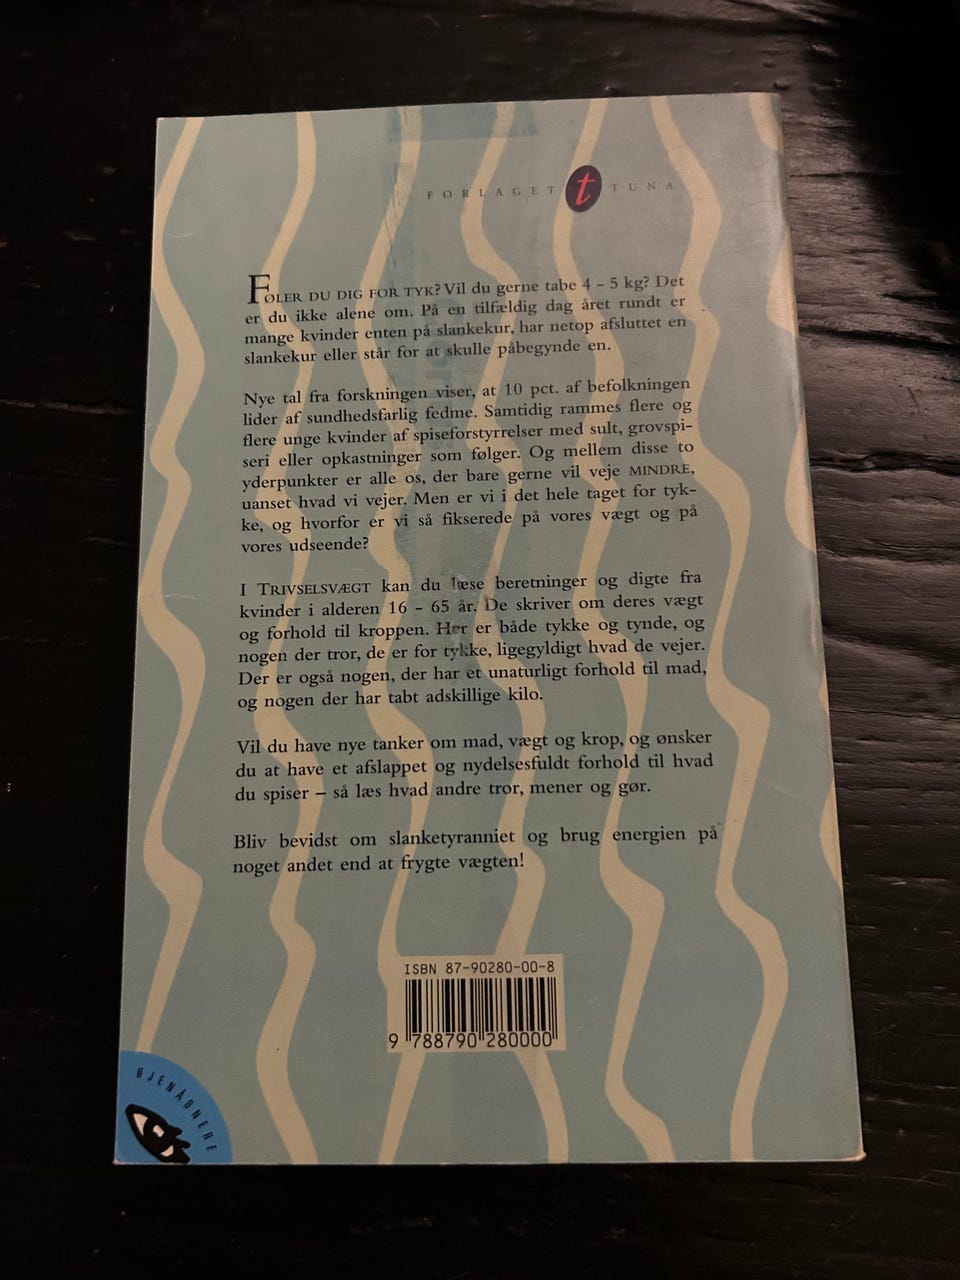 FORLAGET t TUNA
FØLER DU DIG FOR TYK? Vil du gerne tabe 4 – 5 kg? Det
er du ikke alene om. På en tilfældig dag året rundt er
mange kvinder enten på slankekur, har netop afsluttet en
slankekur eller står for at skulle påbegynde en.
Nye tal fra forskningen viser, at 10 pct. af befolkningen
lider af sundhedsfarlig fedme. Samtidig rammes flere og
flere unge kvinder af spiseforstyrrelser med sult, grovspi-
seri eller opkastninger som følger. Og mellem disse to
yderpunkter er alle os, der bare gerne vil veje MINDRE,
uanset hvad vi vejer. Men er vi i det hele taget for tyk-
ke, og hvorfor er vi så fikserede på vores vægt og på
vores udseende?
I TRIVSELSVÆGT kan du læse beretninger og digte fra
kvinder i alderen 16 – 65 år. De skriver om deres vægt
og forhold til kroppen. Her er både tykke og tynde, og
nogen der tror, de er for tykke, ligegyldigt hvad de vejer.
Der er også nogen, der har et unaturligt forhold til mad,
og nogen der har tabt adskillige kilo.
Vil du have nye tanker om mad, vægt og krop, og ønsker
du at have et afslappet og nydelsesfuldt forhold til hvad
du spiser – så læs hvad andre tror, mener og gør.
Bliv bevidst om slanketyranniet og brug energien på
noget andet end at frygte vægten!
ISBN 87-90280-00-8
9 788790 280000
ØJENÅBNERE